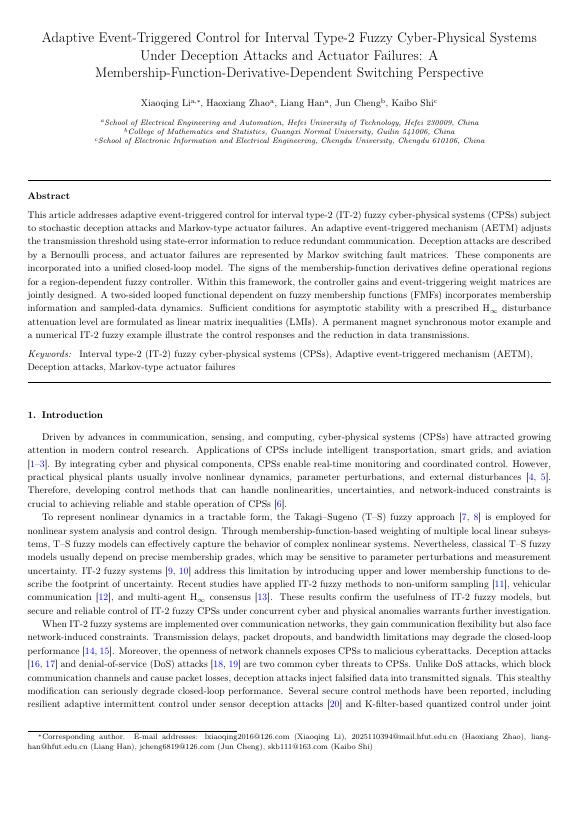 Adaptive Event-Triggered Control for Interval Type-2 Fuzzy Cyber-Physical Systems
Under Deception Attacks and Actuator Failures: A
Membership-Function-Derivative-Dependent Switching Perspective
Xiaoqing Liᵃ,*, Haoxiang Zhaoᵃ, Liang Hanᵃ, Jun Chengᵇ, Kaibo Shiᶜ
ᵃSchool of Electrical Engineering and Automation, Hefei University of Technology, Hefei 230009, China
ᵇCollege of Mathematics and Statistics, Guangxi Normal University, Guilin 541006, China
ᶜSchool of Electronic Information and Electrical Engineering, Chengdu University, Chengdu 610106, China
Abstract
This article addresses adaptive event-triggered control for interval type-2 (IT-2) fuzzy cyber-physical systems (CPSs) subject
to stochastic deception attacks and Markov-type actuator failures. An adaptive event-triggered mechanism (AETM) adjusts
the transmission threshold using state-error information to reduce redundant communication. Deception attacks are described
by a Bernoulli process, and actuator failures are represented by Markov switching fault matrices. These components are
incorporated into a unified closed-loop model. The signs of the membership-function derivatives define operational regions
for a region-dependent fuzzy controller. Within this framework, the controller gains and event-triggering weight matrices are
jointly designed. A two-sided looped functional dependent on fuzzy membership functions (FMFs) incorporates membership
information and sampled-data dynamics. Sufficient conditions for asymptotic stability with a prescribed H∞ disturbance
attenuation level are formulated as linear matrix inequalities (LMIs). A permanent magnet synchronous motor example and
a numerical IT-2 fuzzy example illustrate the control responses and the reduction in data transmissions.
Keywords: Interval type-2 (IT-2) fuzzy cyber-physical systems (CPSs), Adaptive event-triggered mechanism (AETM),
Deception attacks, Markov-type actuator failures
1. Introduction
Driven by advances in communication, sensing, and computing, cyber-physical systems (CPSs) have attracted growing
attention in modern control research. Applications of CPSs include intelligent transportation, smart grids, and aviation
[1–3]. By integrating cyber and physical components, CPSs enable real-time monitoring and coordinated control. However,
practical physical plants usually involve nonlinear dynamics, parameter perturbations, and external disturbances [4, 5].
Therefore, developing control methods that can handle nonlinearities, uncertainties, and network-induced constraints is
crucial to achieving reliable and stable operation of CPSs [6].
To represent nonlinear dynamics in a tractable form, the Takagi–Sugeno (T–S) fuzzy approach [7, 8] is employed for
nonlinear system analysis and control design. Through membership-function-based weighting of multiple local linear subsys-
tems, T–S fuzzy models can effectively capture the behavior of complex nonlinear systems. Nevertheless, classical T–S fuzzy
models usually depend on precise membership grades, which may be sensitive to parameter perturbations and measurement
uncertainty. IT-2 fuzzy systems [9, 10] address this limitation by introducing upper and lower membership functions to de-
scribe the footprint of uncertainty. Recent studies have applied IT-2 fuzzy methods to non-uniform sampling [11], vehicular
communication [12], and multi-agent H∞ consensus [13]. These results confirm the usefulness of IT-2 fuzzy models, but
secure and reliable control of IT-2 fuzzy CPSs under concurrent cyber and physical anomalies warrants further investigation.
When IT-2 fuzzy systems are implemented over communication networks, they gain communication flexibility but also face
network-induced constraints. Transmission delays, packet dropouts, and bandwidth limitations may degrade the closed-loop
performance [14, 15]. Moreover, the openness of network channels exposes CPSs to malicious cyberattacks. Deception attacks
[16, 17] and denial-of-service (DoS) attacks [18, 19] are two common cyber threats to CPSs. Unlike DoS attacks, which block
communication channels and cause packet losses, deception attacks inject falsified data into transmitted signals. This stealthy
modification can seriously degrade closed-loop performance. Several secure control methods have been reported, including
resilient adaptive intermittent control under sensor deception attacks [20] and K-filter-based quantized control under joint
*Corresponding author. E-mail addresses: lxiaoqing2016@126.com (Xiaoqing Li), 2025110394@mail.hfut.edu.cn (Haoxiang Zhao), liang-
han@hfut.edu.cn (Liang Han), jcheng6819@126.com (Jun Cheng), skb111@163.com (Kaibo Shi)